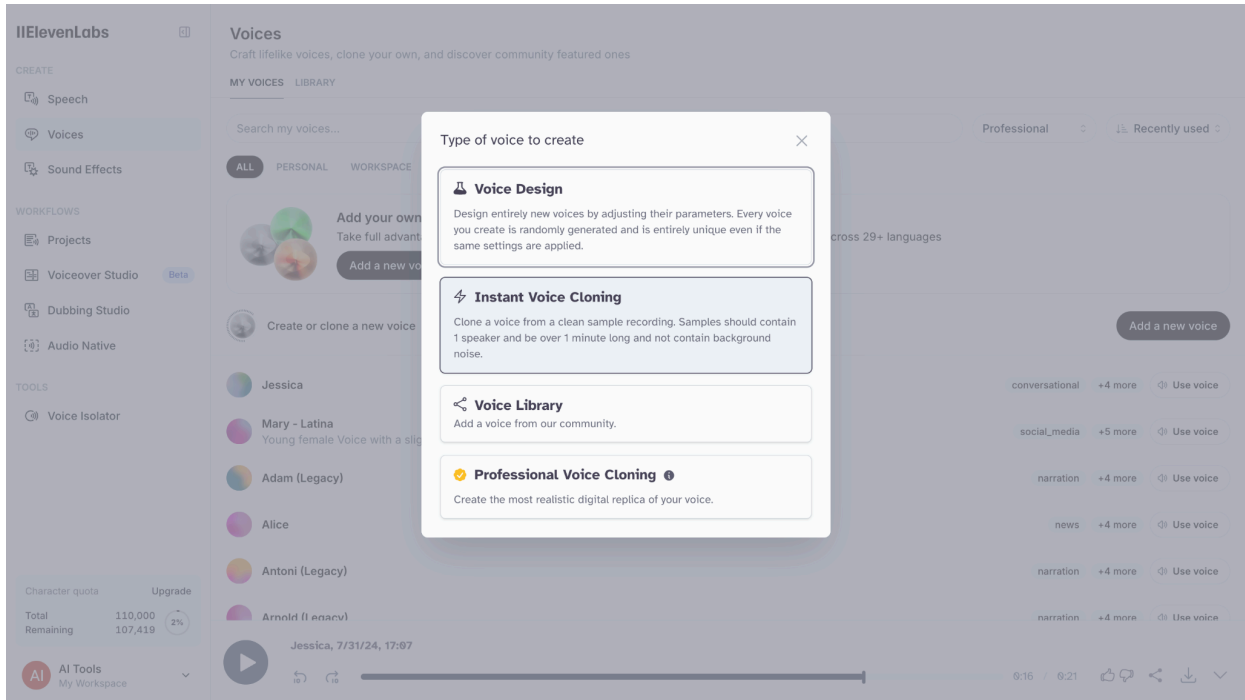 IIElevenLabs
CREATE
Speech
Voices
Sound Effects
WORKFLOWS
Projects
Voiceover Studio Beta
Dubbing Studio
Audio Native
TOOLS
Voice Isolator
Character quota Upgrade
Total 110,000
Remaining 107,419
2%
AI
AI Tools
My Workspace
Voices
Craft lifelike voices, clone your own, and discover community featured ones
MY VOICES LIBRARY
Search my voices...
Professional Recently used
ALL PERSONAL WORKSPACE
Add your own
Take full advant
cross 29+ languages
Add a new vo
Create or clone a new voice
Add a new voice
Jessica conversational +4 more Use voice
Mary - Latina social_media +5 more Use voice
Young female Voice with a slig
Adam (Legacy) narration +4 more Use voice
Alice news +4 more Use voice
Antoni (Legacy) narration +4 more Use voice
Arnold (Legacy) narration +4 more Use voice
Type of voice to create
Voice Design
Design entirely new voices by adjusting their parameters. Every voice
you create is randomly generated and is entirely unique even if the
same settings are applied.
Instant Voice Cloning
Clone a voice from a clean sample recording. Samples should contain
1 speaker and be over 1 minute long and not contain background
noise.
Voice Library
Add a voice from our community.
Professional Voice Cloning
Create the most realistic digital replica of your voice.
Jessica, 7/31/24, 17:07
10 10
0:16 / 0:21